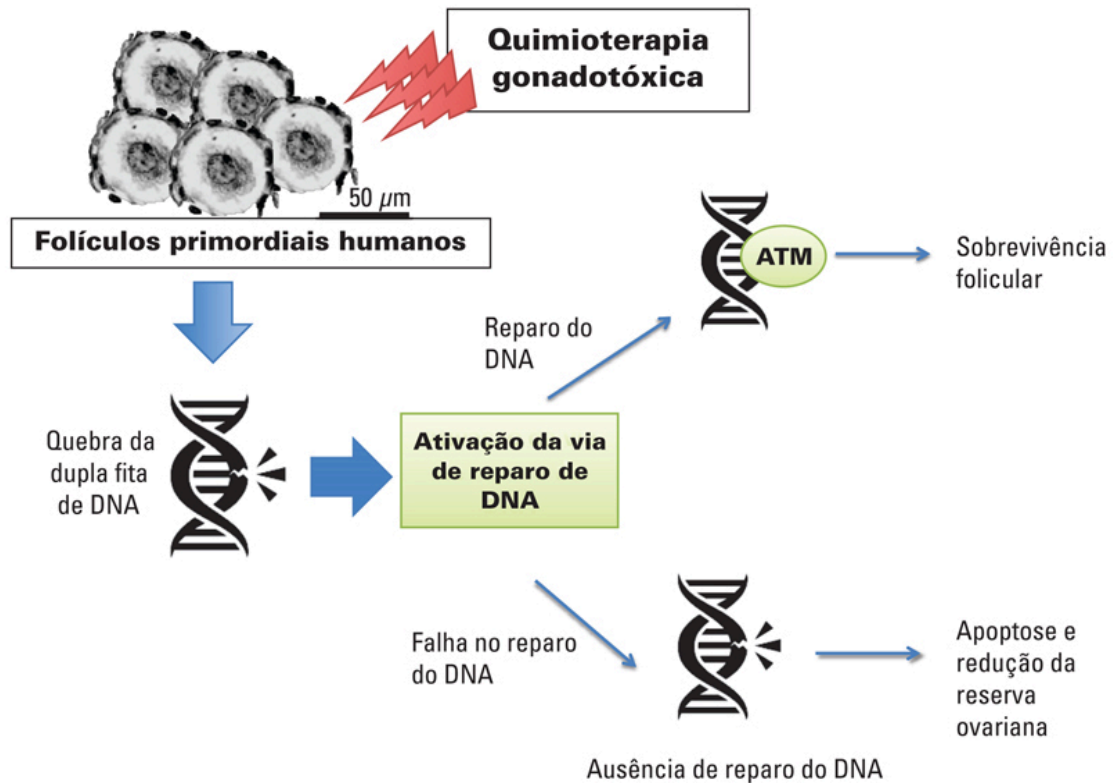 Quimioterapia
gonadotóxica
50 µm
Folículos primordiais humanos
Quebra da
dupla fita
de DNA
Ativação da via
de reparo de
DNA
Reparo do
DNA
ATM
Sobrevivência
folicular
Falha no reparo
do DNA
Ausência de reparo do DNA
Apoptose e
redução da
reserva
ovariana